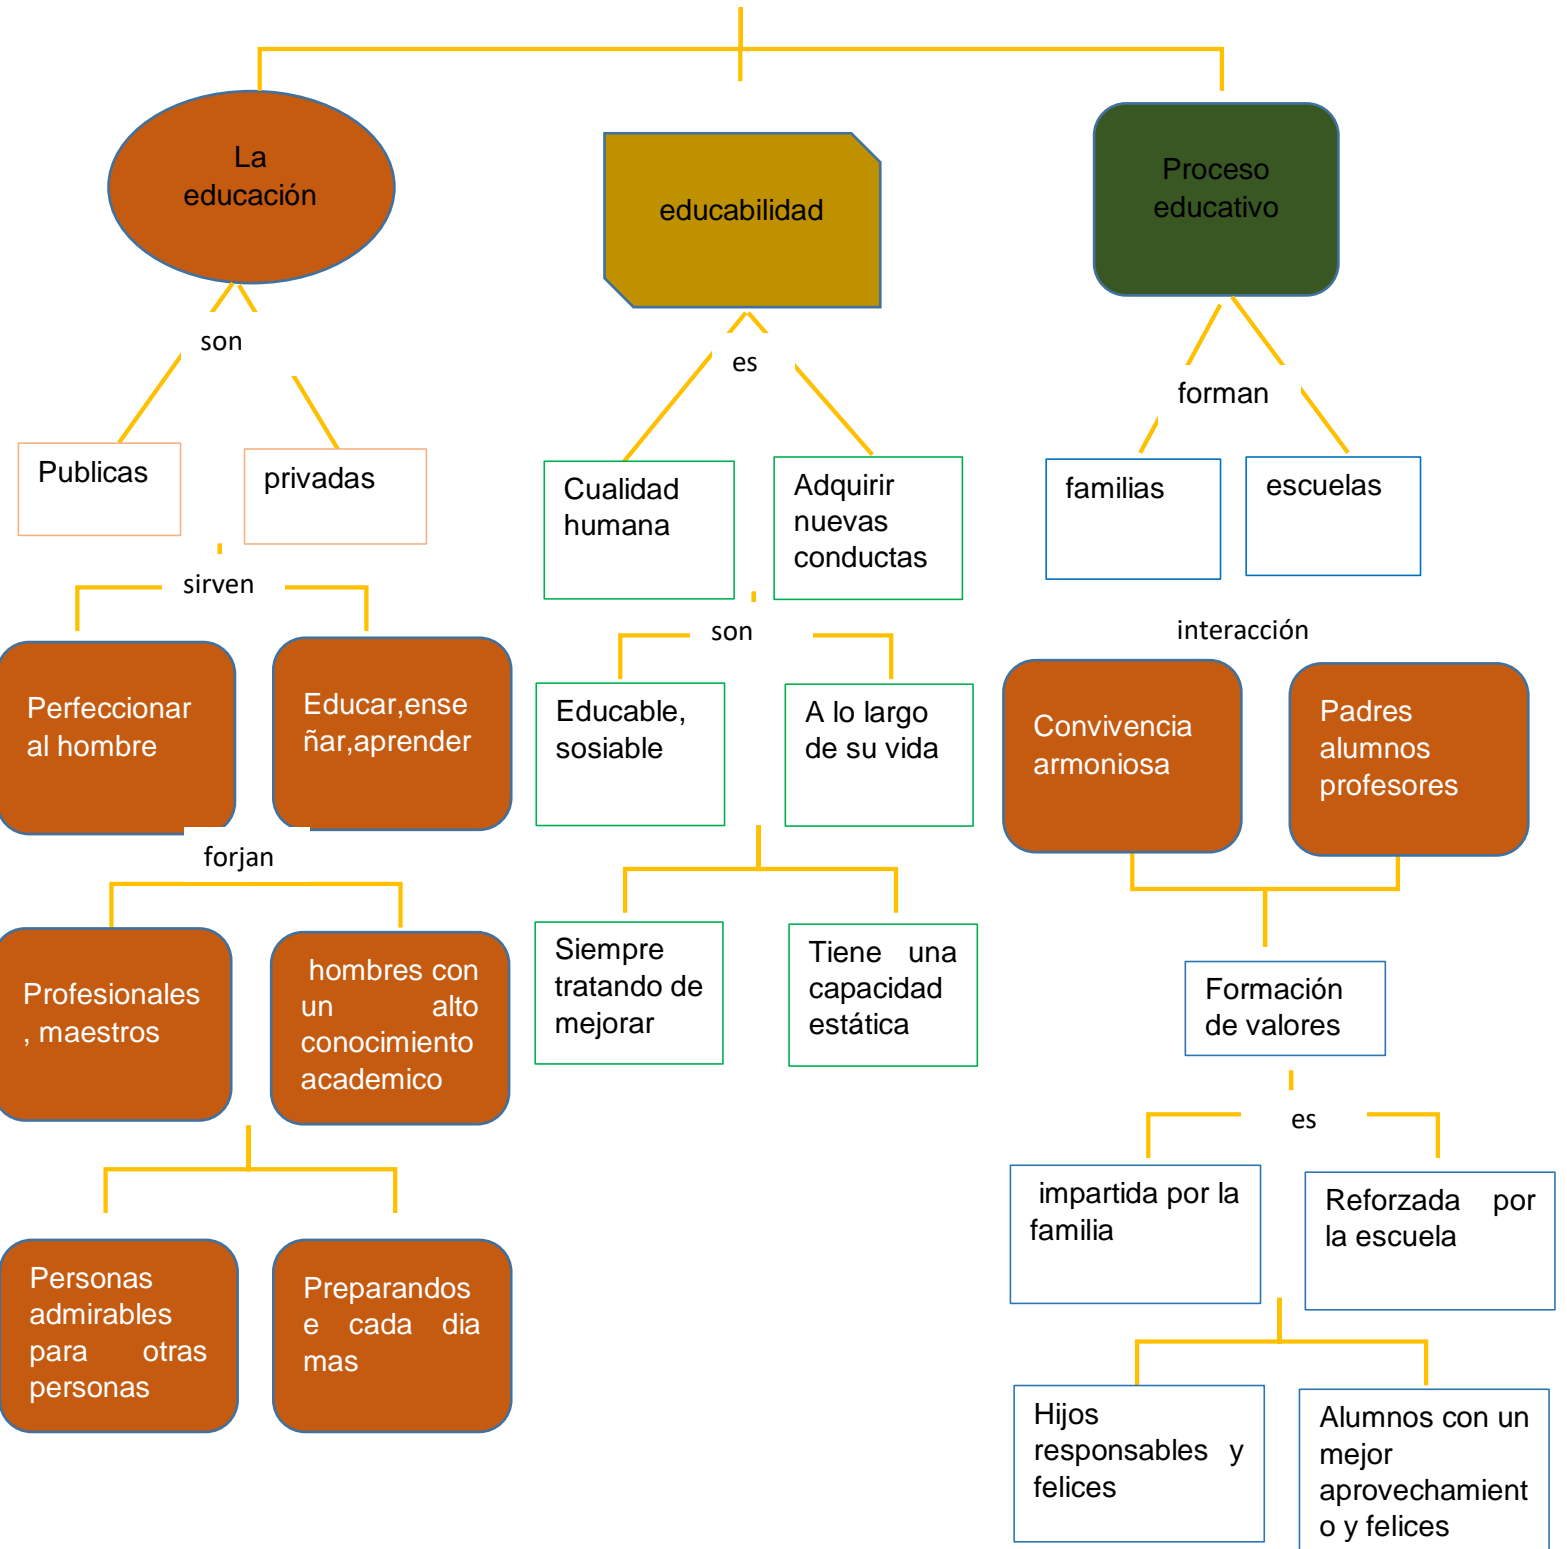 La
educación
educabilidad
Proceso
educativo
son
es
forman
Publicas
privadas
Cualidad
humana
Adquirir
nuevas
conductas
familias
escuelas
sirven
son
interacción
Perfeccionar
al hombre
Educar,ense
ñar,aprender
Educable,
sosiable
A lo largo
de su vida
Convivencia
armoniosa
Padres
alumnos
profesores
forjan
Profesionales
, maestros
hombres con
un alto
conocimiento
academico
Siempre
tratando de
mejorar
Tiene una
capacidad
estática
Formación
de valores
es
impartida por la
familia
Reforzada por
la escuela
Personas
admirables
para otras
personas
Preparandos
e cada dia
mas
Hijos
responsables y
felices
Alumnos con un
mejor
aprovechamient
o y felices